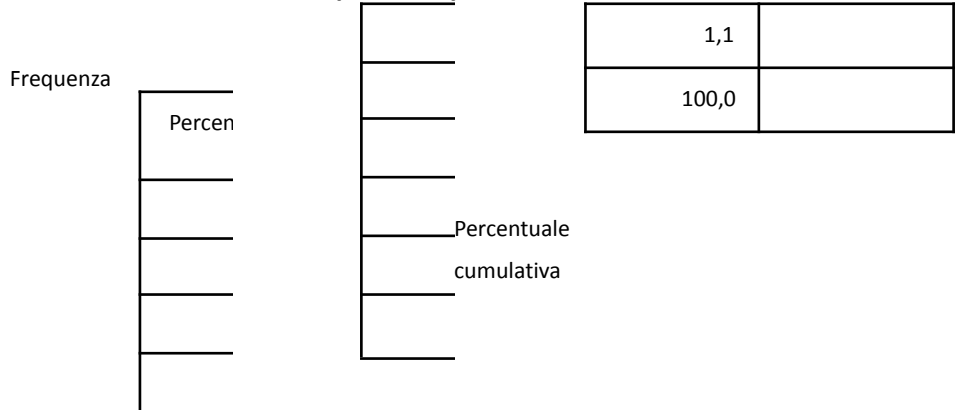 Frequenza
Percen
Percentuale
cumulativa
1,1
100,0